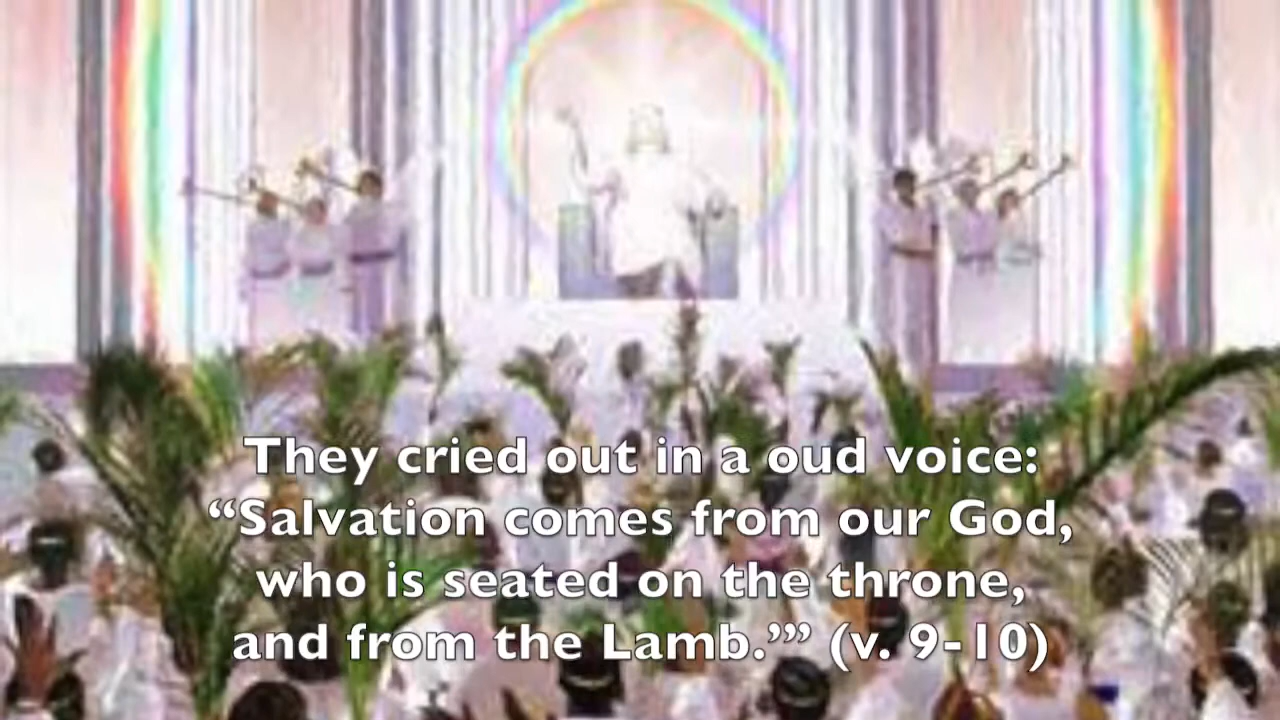 They cried out in a oud voice:
“Salvation comes from our God,
who is seated on the throne,
and from the Lamb.’” (v. 9-10)